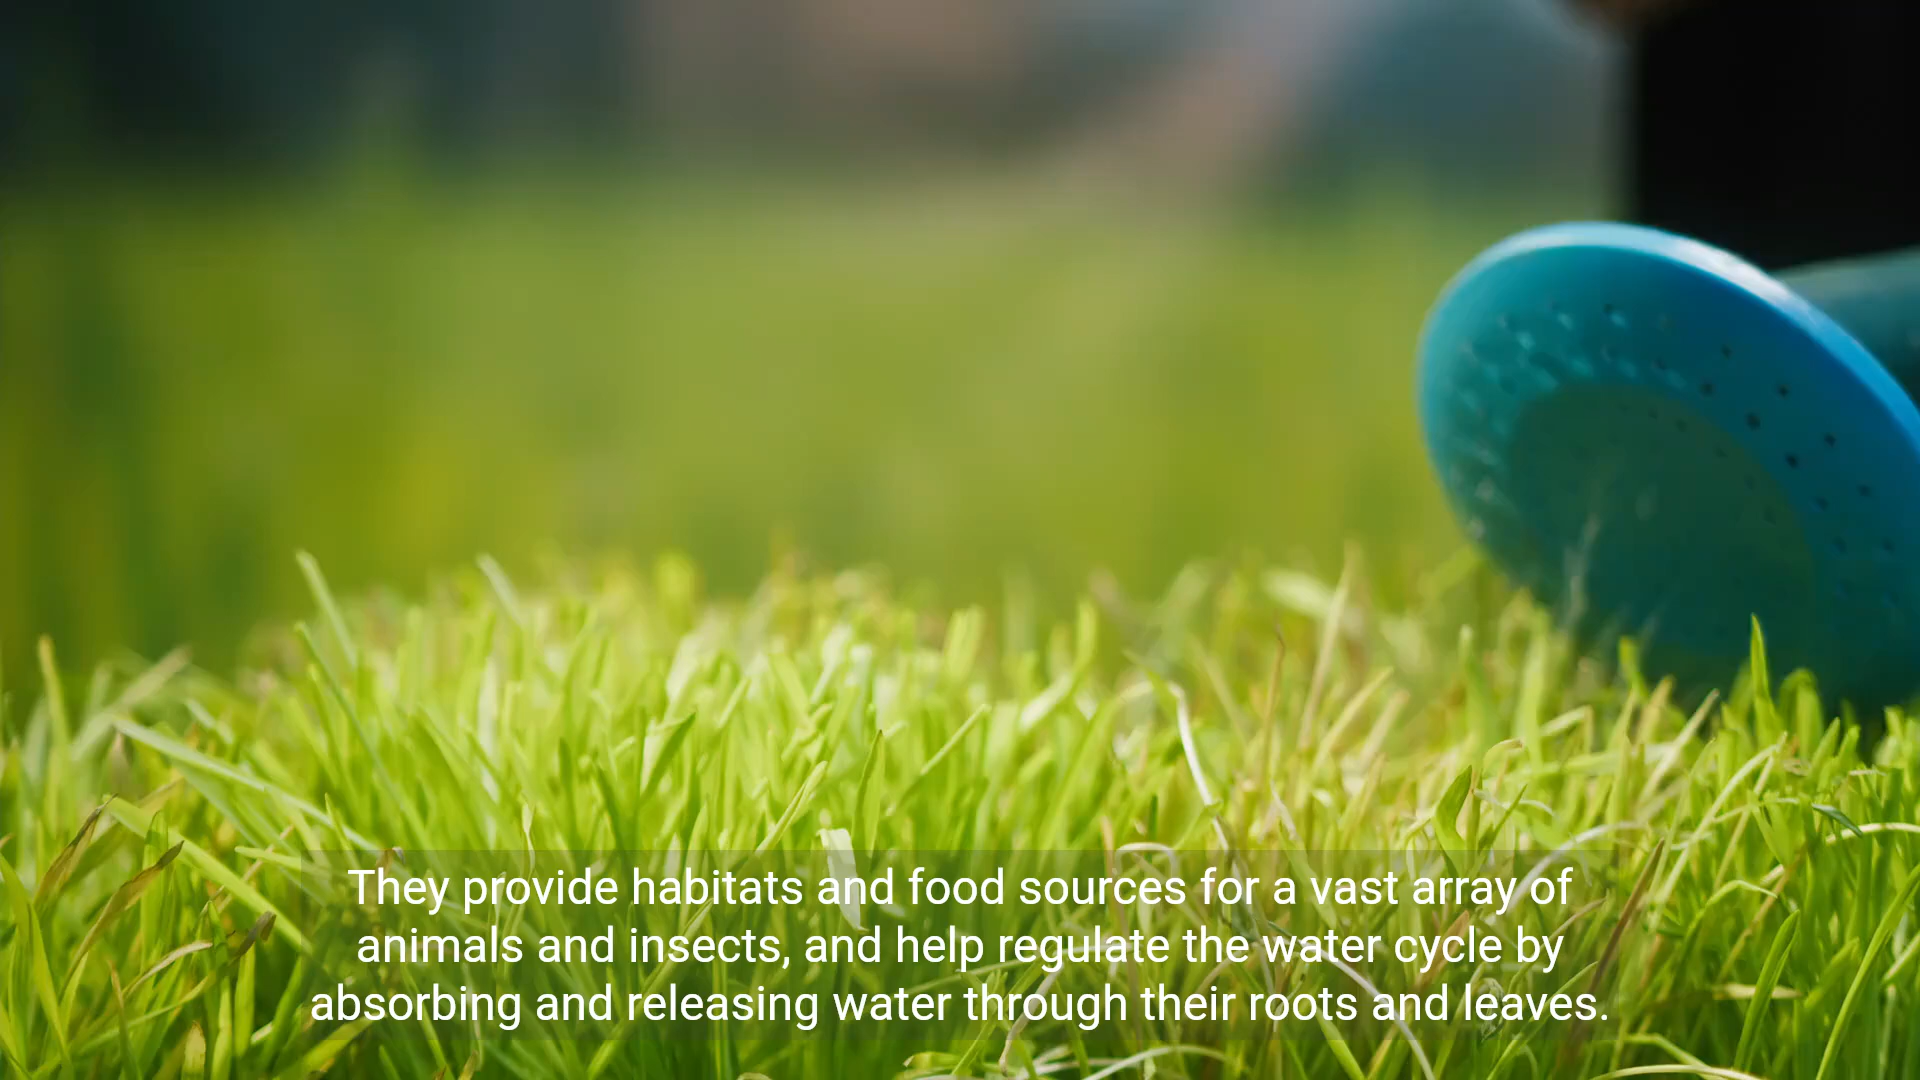 They provide habitats and food sources for a vast array of
animals and insects, and help regulate the water cycle by
absorbing and releasing water through their roots and leaves.